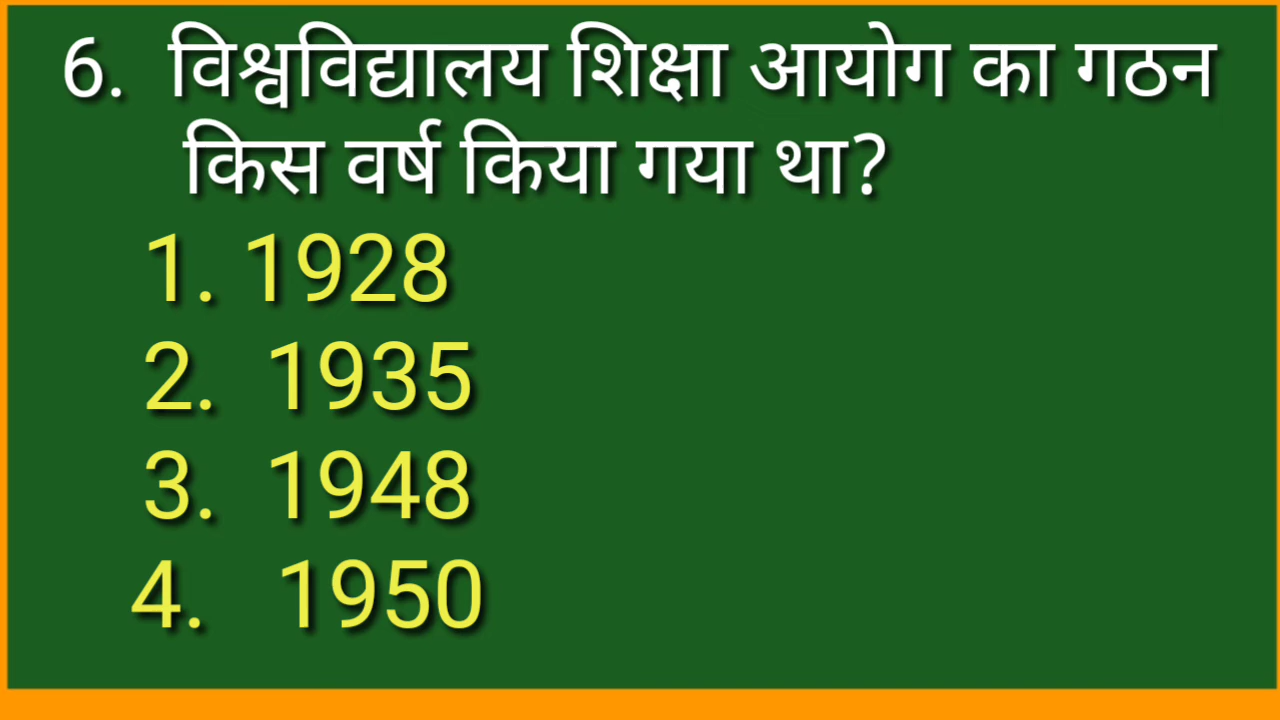 6. विश्वविद्यालय शिक्षा आयोग का गठन
किस वर्ष किया गया था?
1. 1928
2. 1935
3. 1948
4. 1950